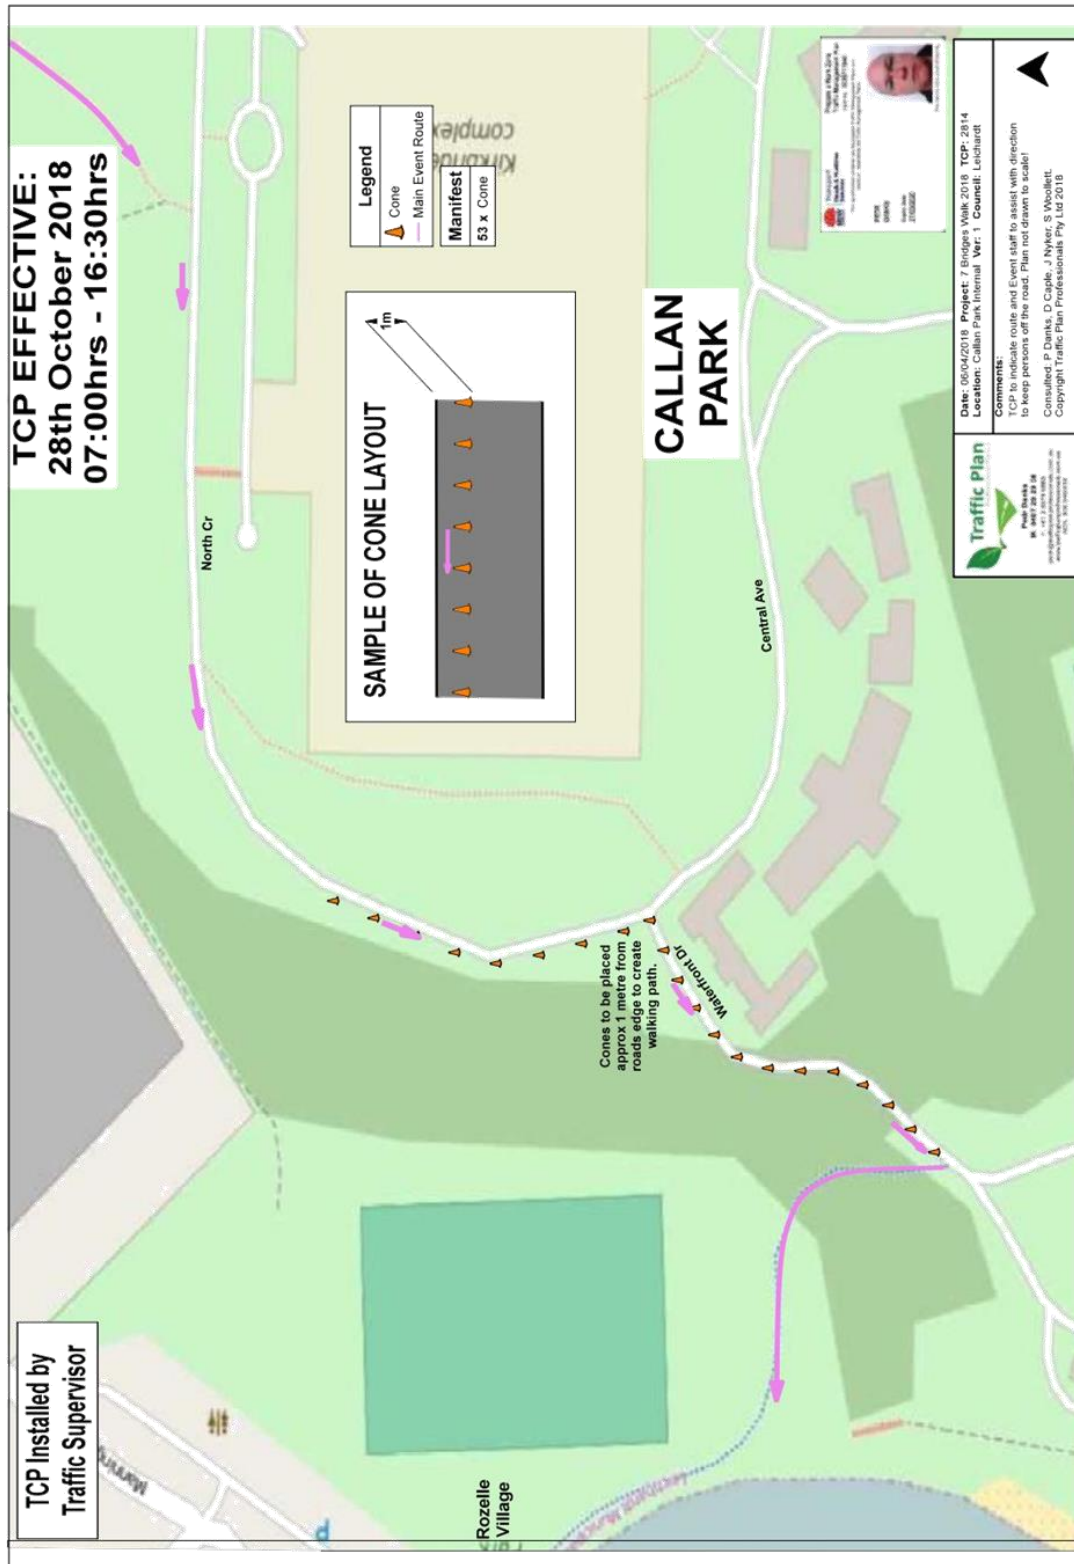 TCP EFFECTIVE:
28th October 2018
07:00hrs - 16:30hrs
Legend
Cone
Main Event Route
Manifest
53 x Cone
Kirkbride
complex
SAMPLE OF CONE LAYOUT
1m
North Cr
CALLAN
PARK
Central Ave
Cones to be placed
approx 1 metre from
roads edge to create
walking path.
Waterfront Dr
TCP Installed by
Traffic Supervisor
Manning
Rozelle
Village
Leichhardt Munic
Traffic Plan
Date: 06/04/2018 Project: 7 Bridges Walk 2018 TCP: 2814
Location: Callan Park Internal Ver: 1 Council: Leichardt
Comments:
TCP to indicate route and Event staff to assist with direction
to keep persons off the road. Plan not drawn to scale!
Consulted: P Danks, D Caple, J Nyker, S Woollett.
Copyright Traffic Plan Professionals Pty Ltd 2018